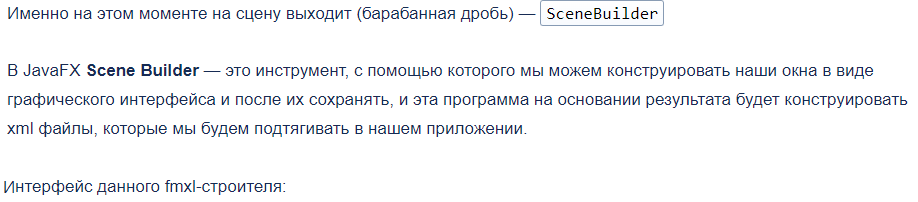 Именно на этом моменте на сцену выходит (барабанная дробь) — SceneBuilder
В JavaFX Scene Builder — это инструмент, с помощью которого мы можем конструировать наши окна в виде
графического интерфейса и после их сохранять, и эта программа на основании результата будет конструировать
xml файлы, которые мы будем подтягивать в нашем приложении.
Интерфейс данного fmxl-строителя: